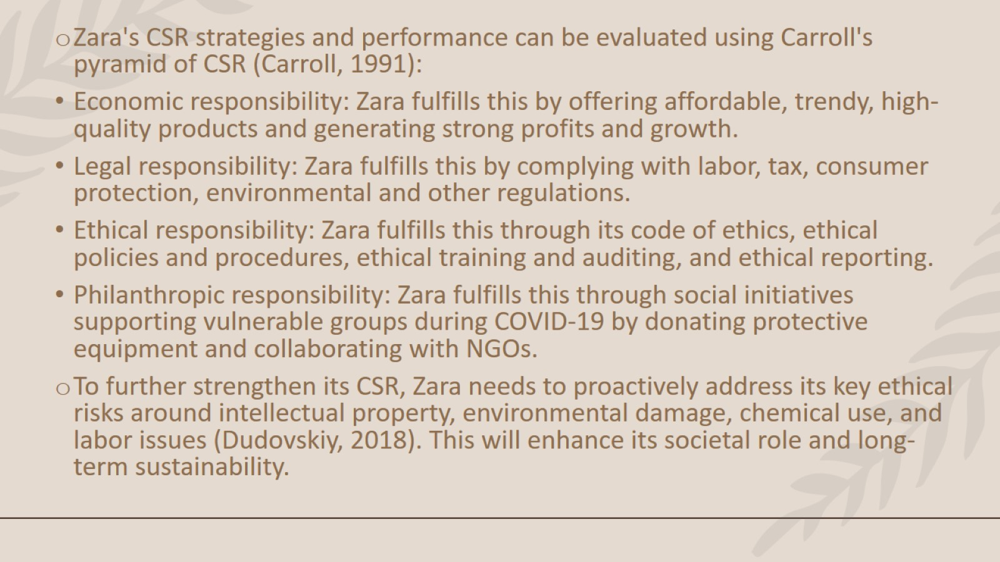 ○Zara's CSR strategies and performance can be evaluated using Carroll's
pyramid of CSR (Carroll, 1991):
• Economic responsibility: Zara fulfills this by offering affordable, trendy, high-
quality products and generating strong profits and growth.
• Legal responsibility: Zara fulfills this by complying with labor, tax, consumer
protection, environmental and other regulations.
• Ethical responsibility: Zara fulfills this through its code of ethics, ethical
policies and procedures, ethical training and auditing, and ethical reporting.
• Philanthropic responsibility: Zara fulfills this through social initiatives
supporting vulnerable groups during COVID-19 by donating protective
equipment and collaborating with NGOs.
○To further strengthen its CSR, Zara needs to proactively address its key ethical
risks around intellectual property, environmental damage, chemical use, and
labor issues (Dudovskiy, 2018). This will enhance its societal role and long-
term sustainability.